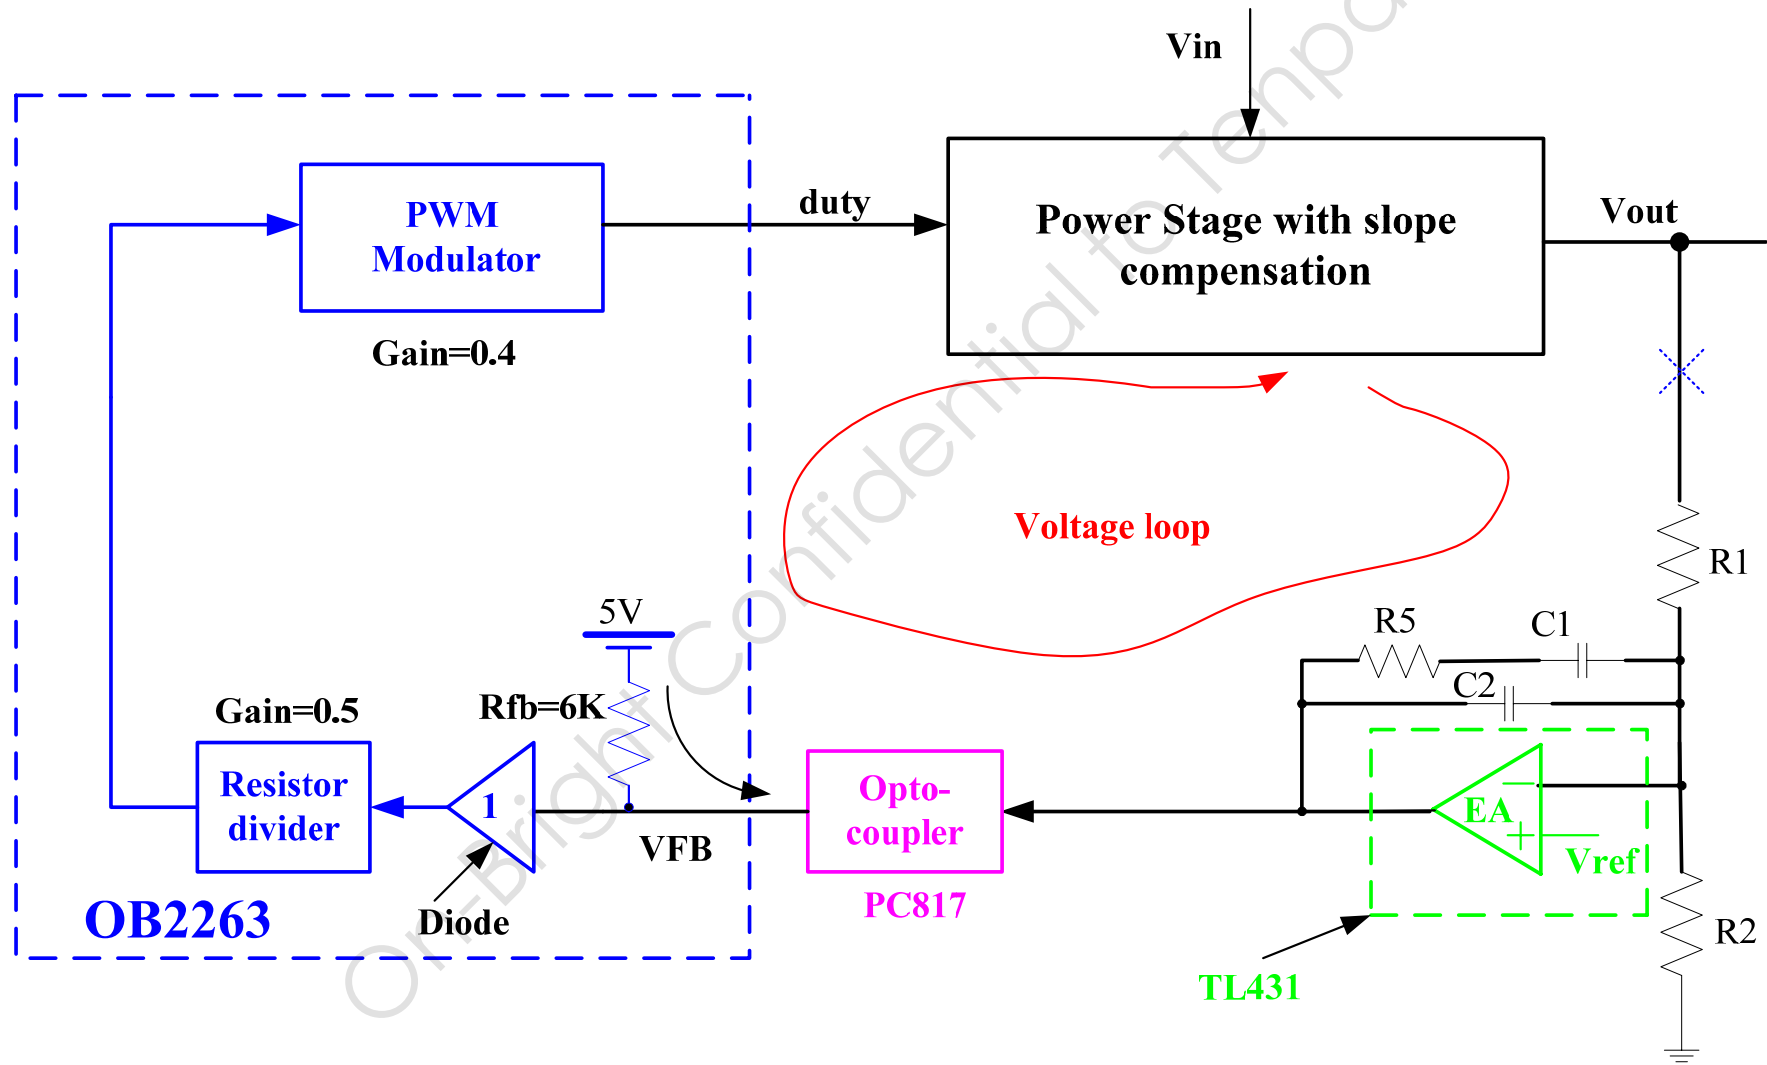 Vin
PWM
Modulator
duty
Power Stage with slope
compensation
Vout
Gain=0.4
Voltage loop
R1
5V
R5
C1
C2
Rfb=6K
Gain=0.5
Resistor
divider
1
VFB
Opto-
coupler
PC817
EA
Vref
Diode
OB2263
TL431
R2
On-Bright Confidential to Tenpa